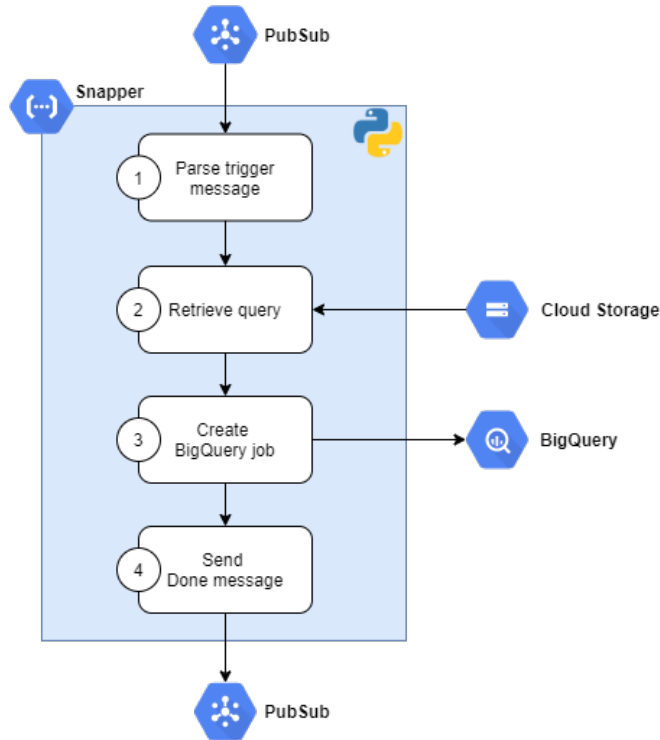 PubSub
Snapper
1
Parse trigger
message
2
Retrieve query
Cloud Storage
3
Create
BigQuery job
BigQuery
4
Send
Done message
PubSub